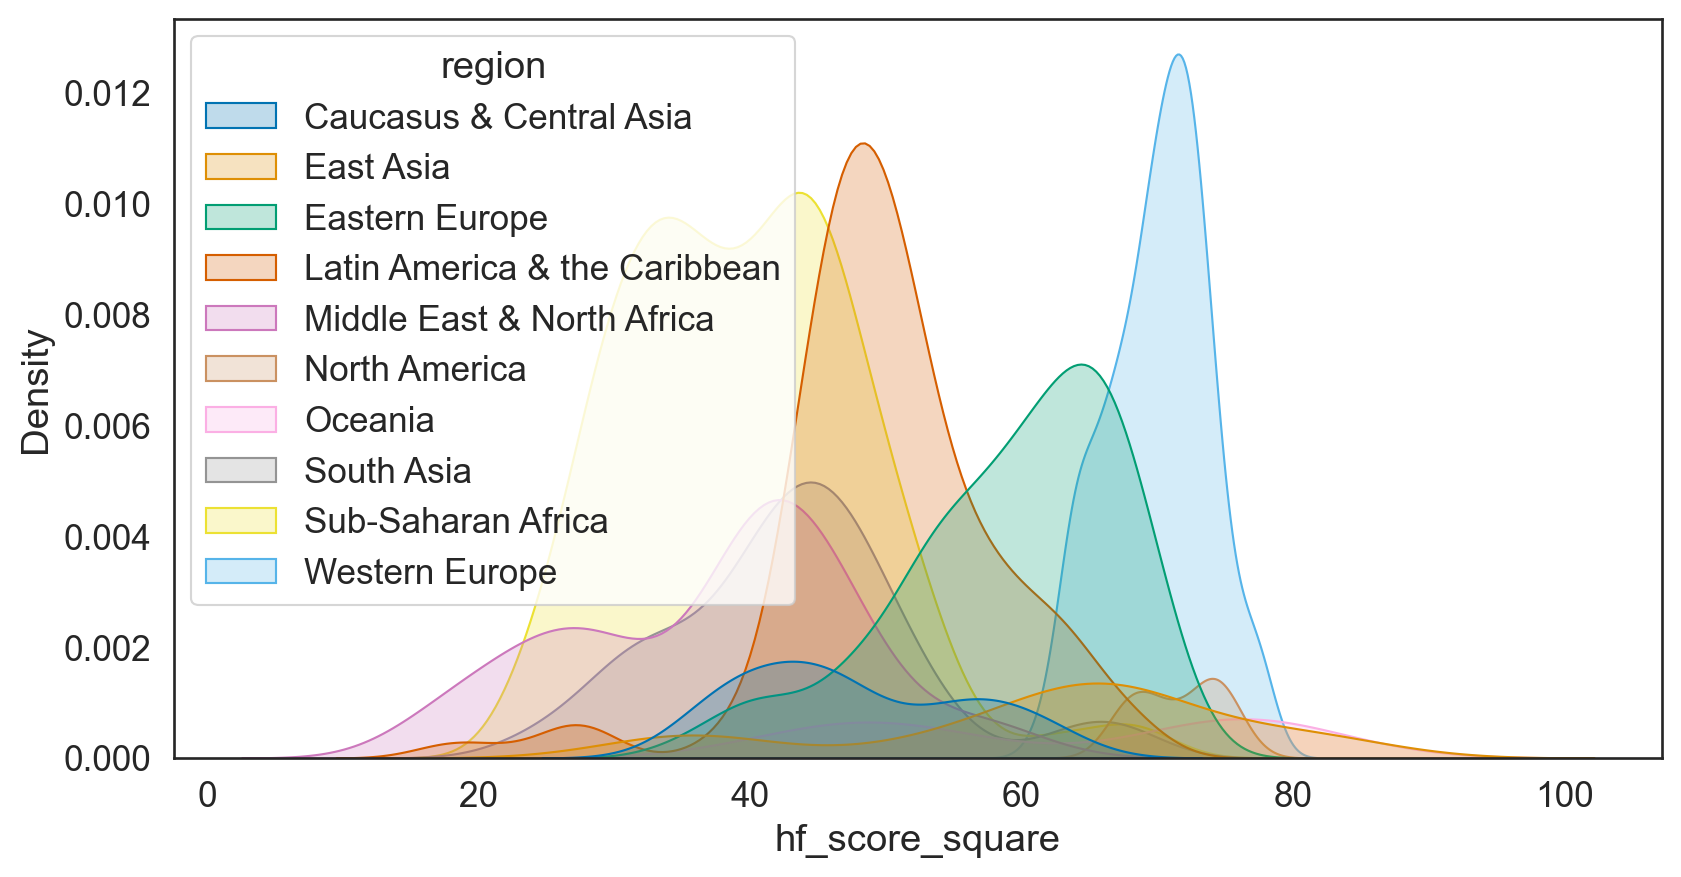 region
Caucasus & Central Asia
East Asia
Eastern Europe
Latin America & the Caribbean
Middle East & North Africa
North America
Oceania
South Asia
Sub-Saharan Africa
Western Europe
Density
0.012
0.010
0.008
0.006
0.004
0.002
0.000
0 20 40 60 80 100
hf_score_square